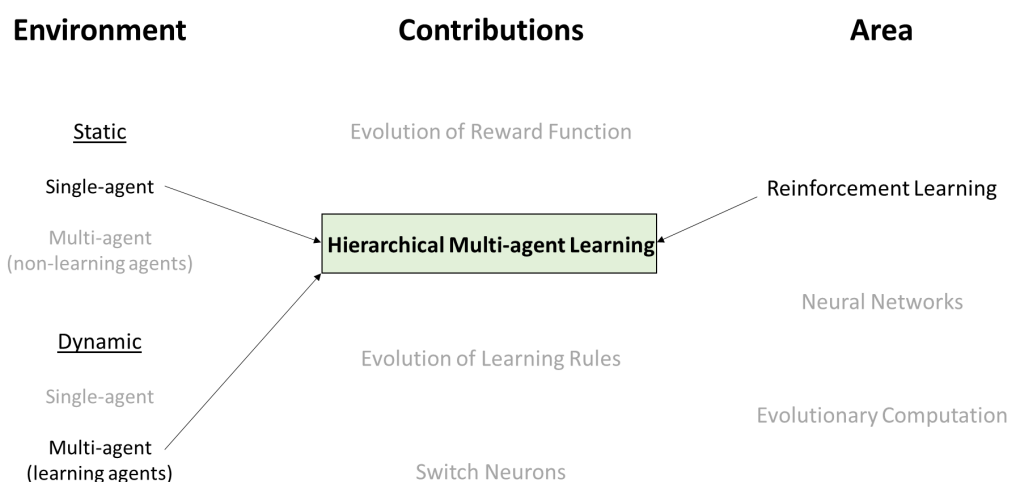 Environment
Contributions
Area
Static
Evolution of Reward Function
Single-agent
Reinforcement Learning
Multi-agent
(non-learning agents)
Hierarchical Multi-agent Learning
Neural Networks
Dynamic
Evolution of Learning Rules
Single-agent
Evolutionary Computation
Multi-agent
(learning agents)
Switch Neurons